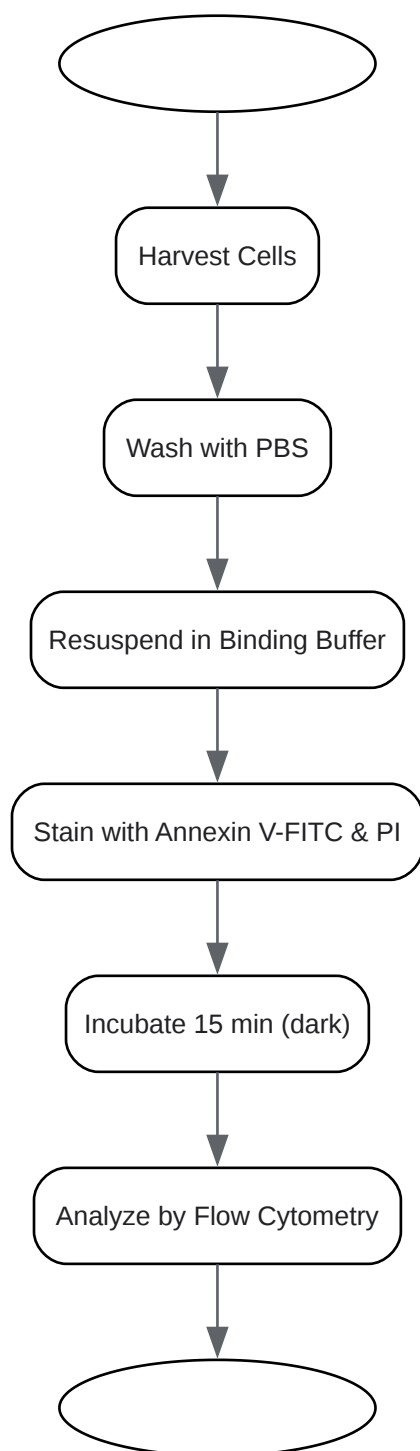 Harvest Cells
Wash with PBS
Resuspend in Binding Buffer
Stain with Annexin V-FITC & PI
Incubate 15 min (dark)
Analyze by Flow Cytometry